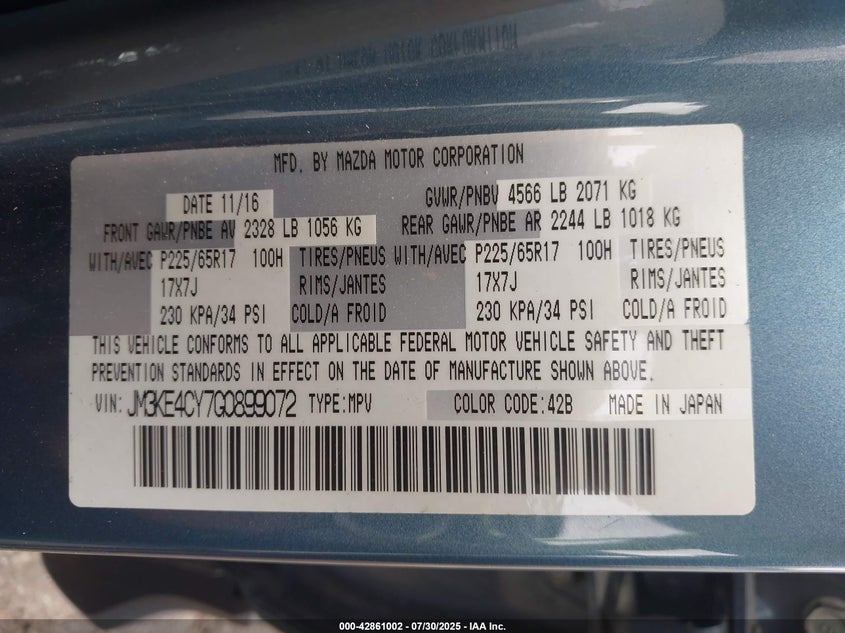 MFD. BY MAZDA MOTOR CORPORATION
DATE 11/16 GVWR/PNBV 4566 LB 2071 KG
FRONT GAWR/PNBE AV 2328 LB 1056 KG REAR GAWR/PNBE AR 2244 LB 1018 KG
WITH/AVEC P225/65R17 100H TIRES/PNEUS WITH/AVEC P225/65R17 100H TIRES/PNEUS
17X7J RIMS/JANTES 17X7J RIMS/JANTES
230 KPA/34 PSI COLD/A FROID 230 KPA/34 PSI COLD/A FROID
THIS VEHICLE CONFORMS TO ALL APPLICABLE FEDERAL MOTOR VEHICLE SAFETY AND THEFT
PREVENTION STANDARDS IN EFFECT ON THE DATE OF MANUFACTURE SHOWN ABOVE.
VIN: JM3KE4CY7G0899072 TYPE:MPV COLOR CODE:42B MADE IN JAPAN
000-42861002 - 07/30/2025 - IAA Inc.